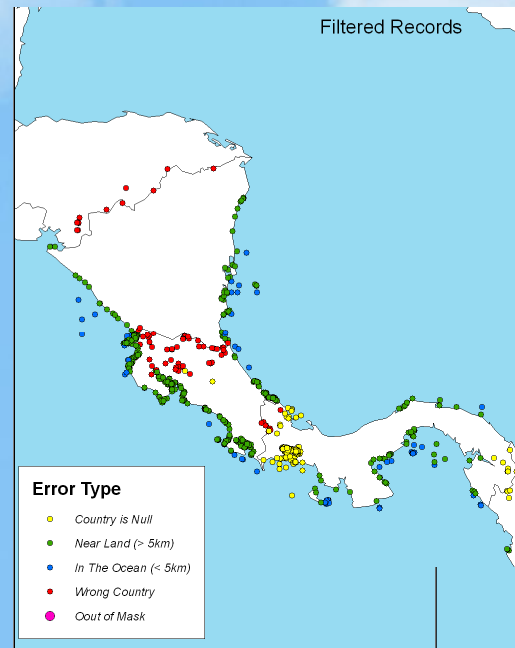 Filtered Records
Error Type
Country is Null
Near Land (> 5km)
In The Ocean (< 5km)
Wrong Country
Oout of Mask